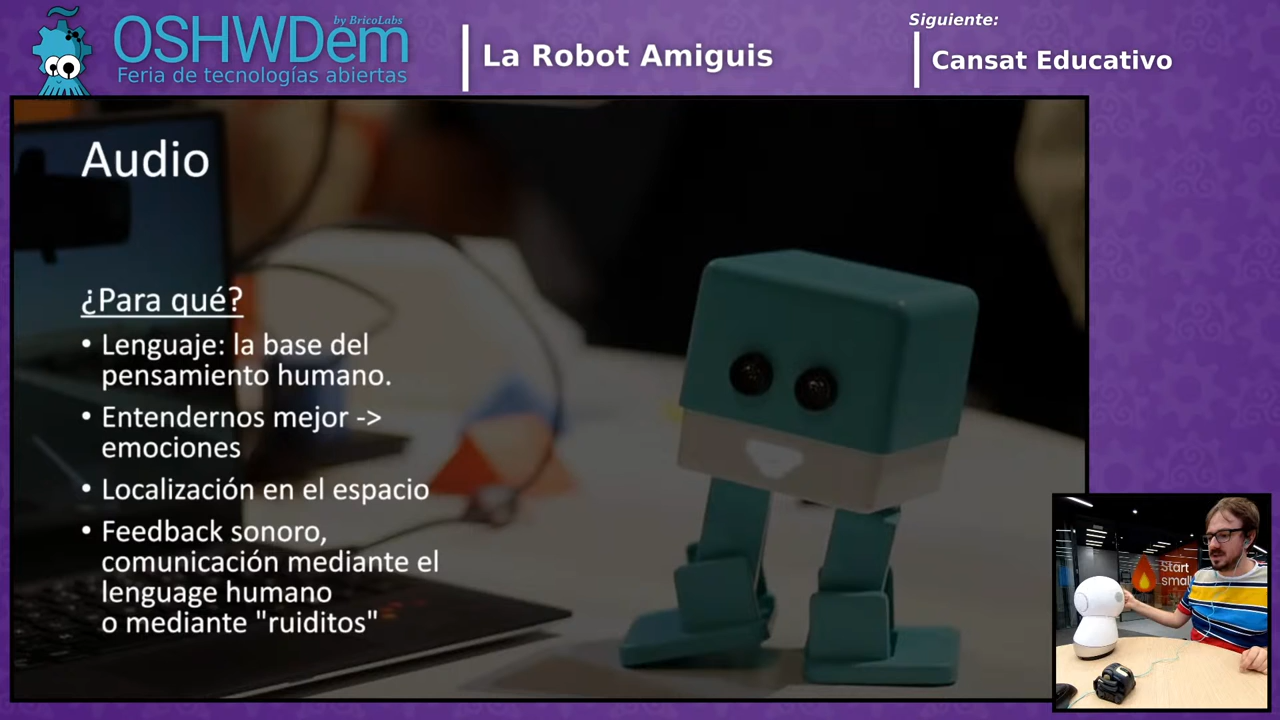 OSHWDem
by BricoLabs
Feria de tecnologías abiertas
La Robot Amiguis
Siguiente:
Cansat Educativo
Audio
¿Para qué?
• Lenguaje: la base del
pensamiento humano.
• Entendernos mejor ->
emociones
• Localización en el espacio
• Feedback sonoro,
comunicación mediante el
lenguage humano
o mediante "ruiditos"
Start
small